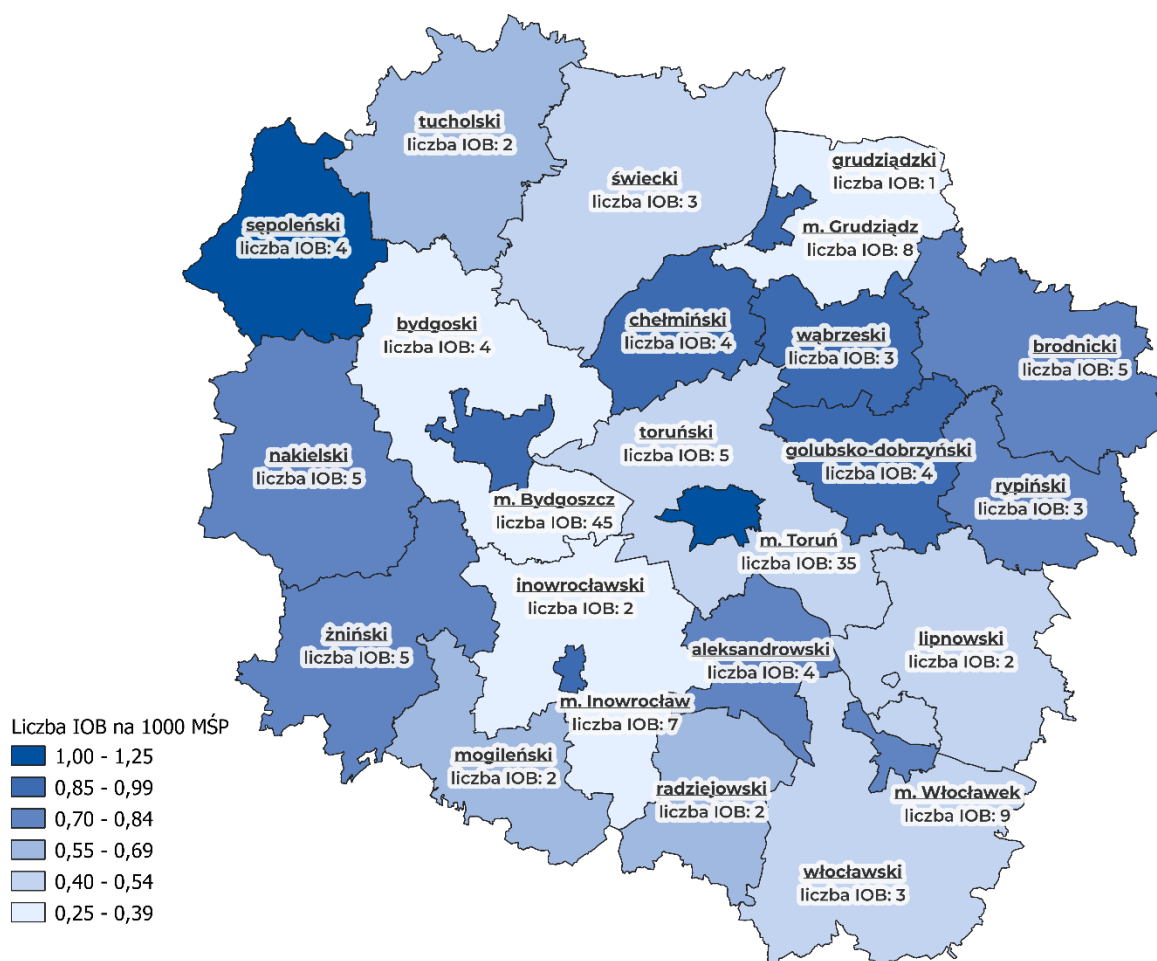 tucholski
liczba IOB: 2
świecki
liczba IOB: 3
grudziądzki
liczba IOB: 1
m. Grudziądz
liczba IOB: 8
sępoleński
liczba IOB: 4
bydgoski
liczba IOB: 4
chełmiński
liczba IOB: 4
wąbrzeski
liczba IOB: 3
brodnicki
liczba IOB: 5
nakielski
liczba IOB: 5
toruński
liczba IOB: 5
golubsko-dobrzyński
liczba IOB: 4
rypiński
liczba IOB: 3
m. Bydgoszcz
liczba IOB: 45
m. Toruń
liczba IOB: 35
inowrocławski
liczba IOB: 2
żniński
liczba IOB: 5
aleksandrowski
liczba IOB: 4
lipnowski
liczba IOB: 2
m. Inowrocław
liczba IOB: 7
mogileński
liczba IOB: 2
radziejowski
liczba IOB: 2
m. Włocławek
liczba IOB: 9
włocławski
liczba IOB: 3
Liczba IOB na 1000 MŚP
1,00 - 1,25
0,85 - 0,99
0,70 - 0,84
0,55 - 0,69
0,40 - 0,54
0,25 - 0,39